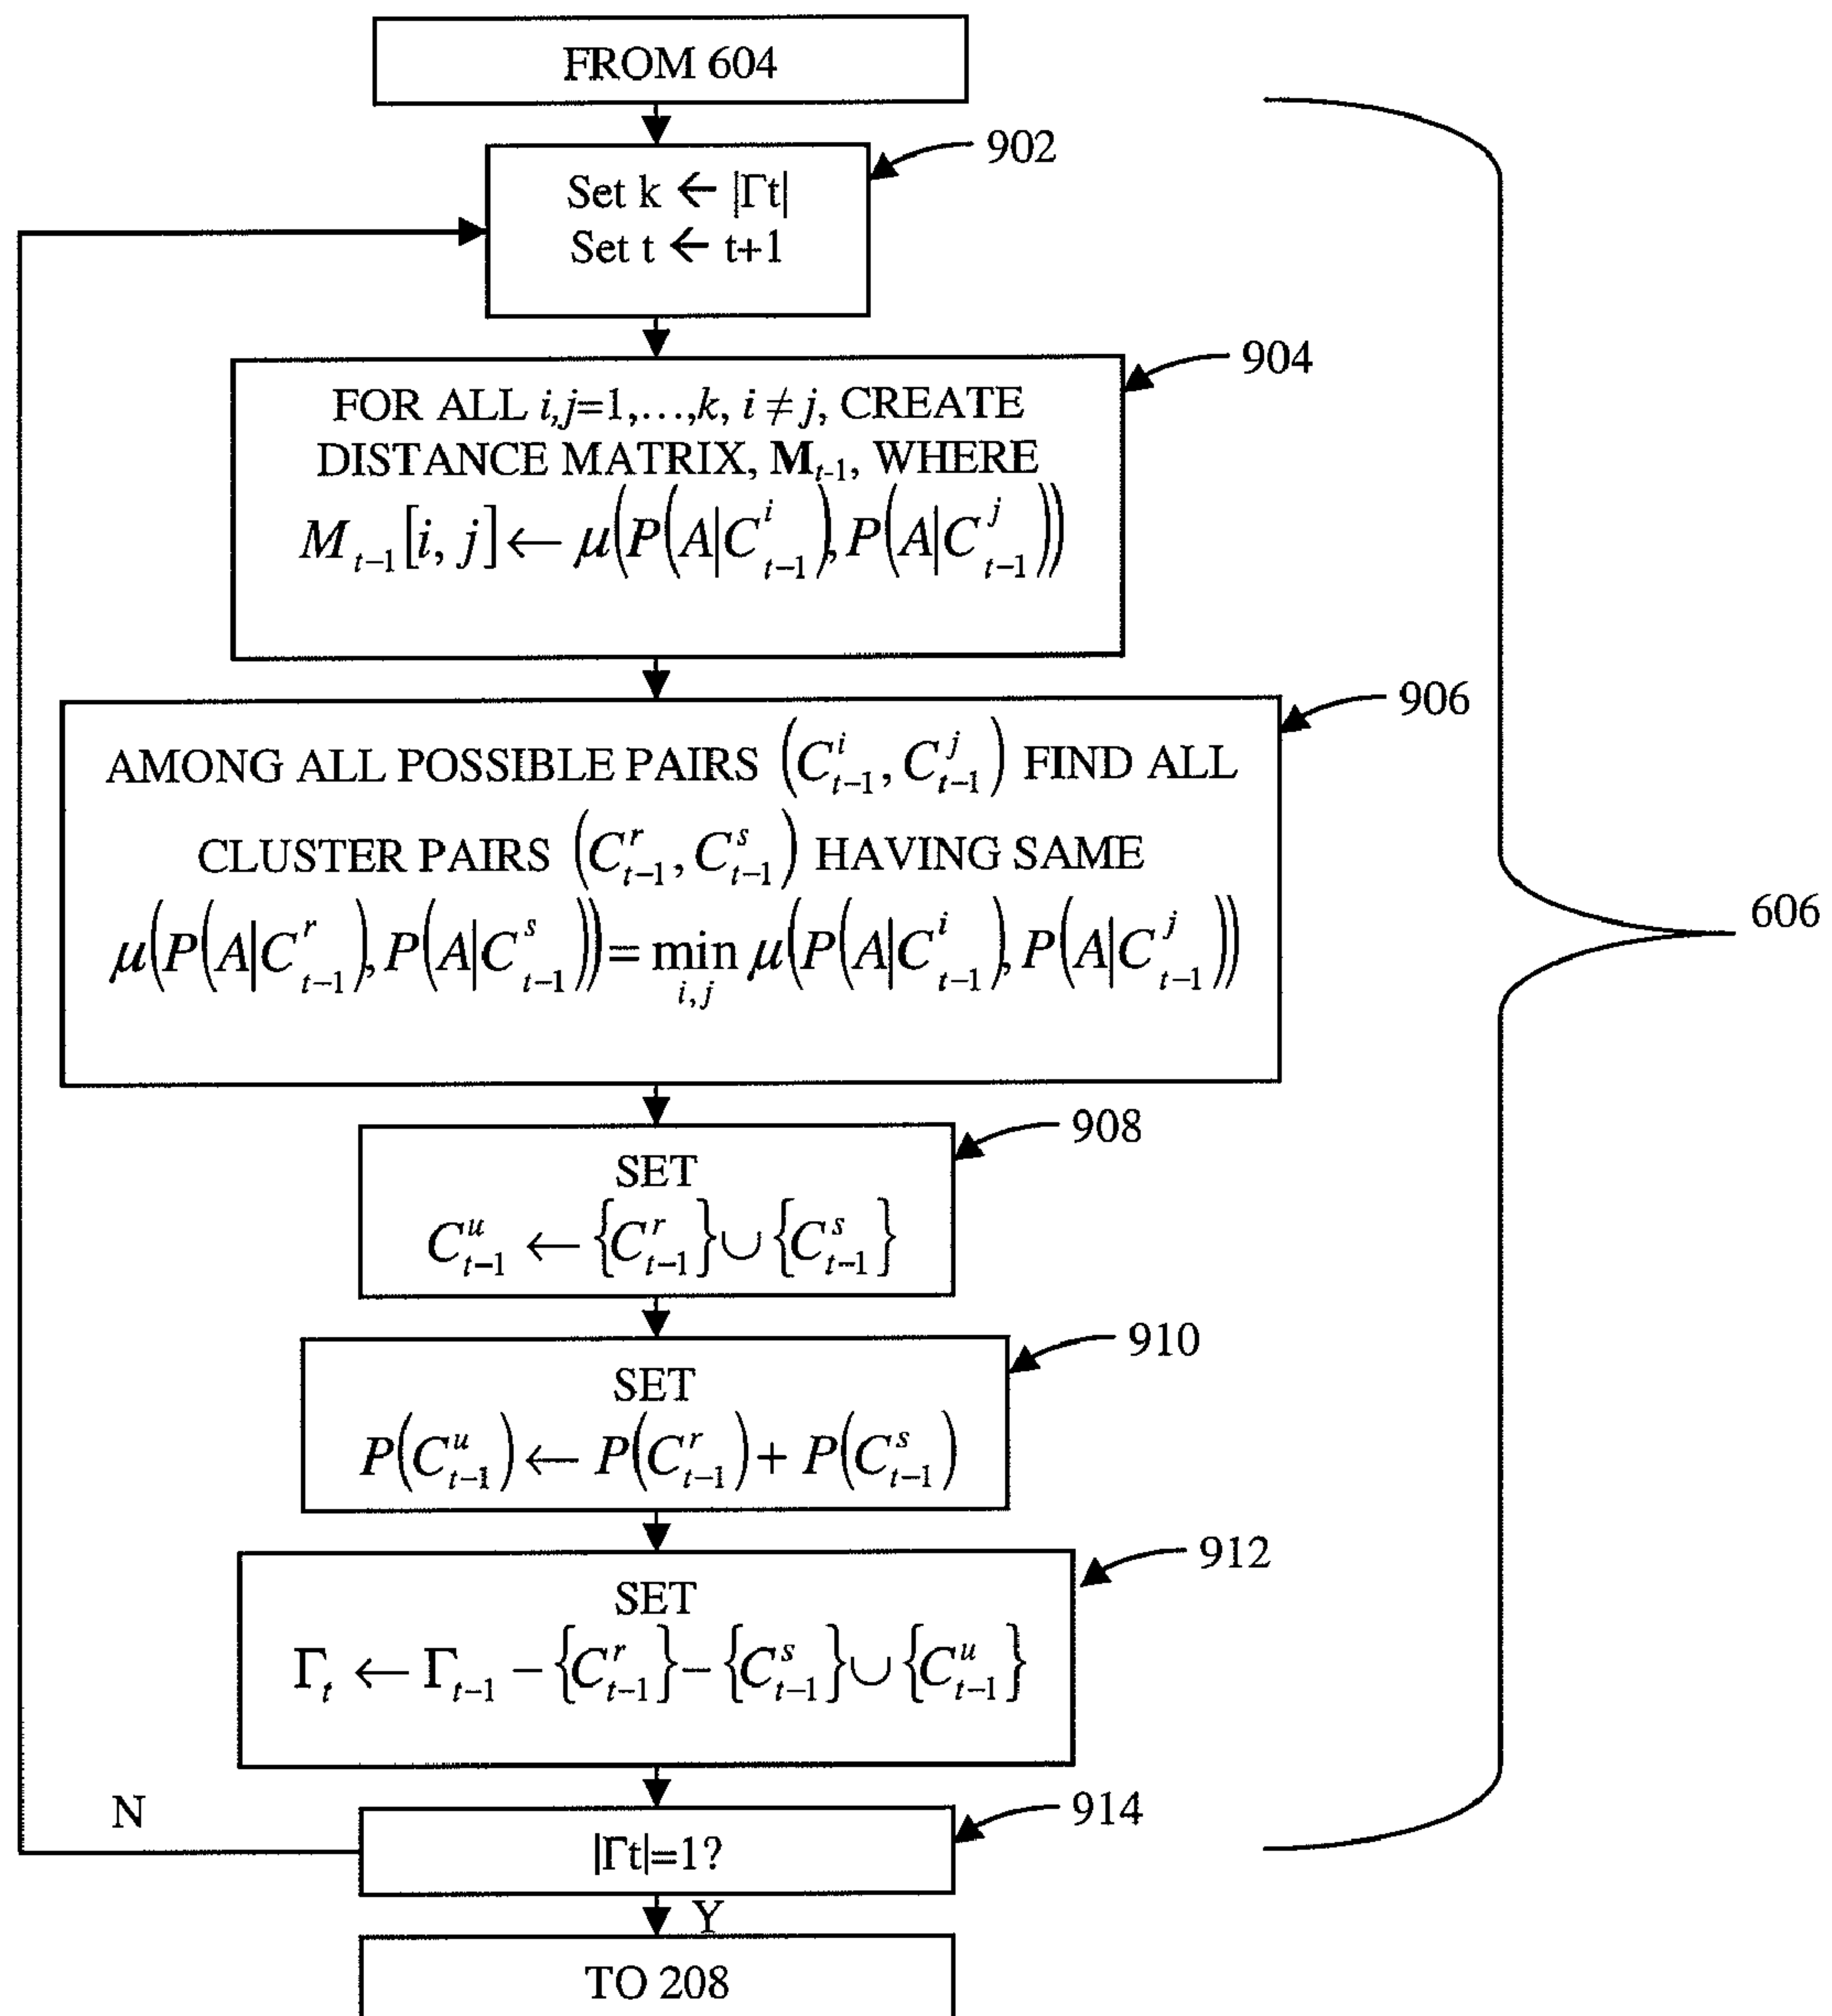 FROM 604
902
Set k ← |Γt|
Set t ← t+1
904
FOR ALL i,j=1,…,k, i ≠ j, CREATE
DISTANCE MATRIX, M_{t-1}, WHERE
M_{t−1}[i, j] ← μ(P(A|C^i_{t−1}), P(A|C^j_{t−1}))
906
AMONG ALL POSSIBLE PAIRS (C^i_{t−1}, C^j_{t−1}) FIND ALL
CLUSTER PAIRS (C^r_{t−1}, C^s_{t−1}) HAVING SAME
μ(P(A|C^r_{t−1}), P(A|C^s_{t−1})) = min_{i,j} μ(P(A|C^i_{t−1}), P(A|C^j_{t−1}))
606
908
SET
C^u_{t−1} ← {C^r_{t−1}} ∪ {C^s_{t−1}}
910
SET
P(C^u_{t−1}) ← P(C^r_{t−1}) + P(C^s_{t−1})
912
SET
Γ_t ← Γ_{t−1} − {C^r_{t−1}} − {C^s_{t−1}} ∪ {C^u_{t−1}}
N
914
|Γt|=1?
Y
TO 208